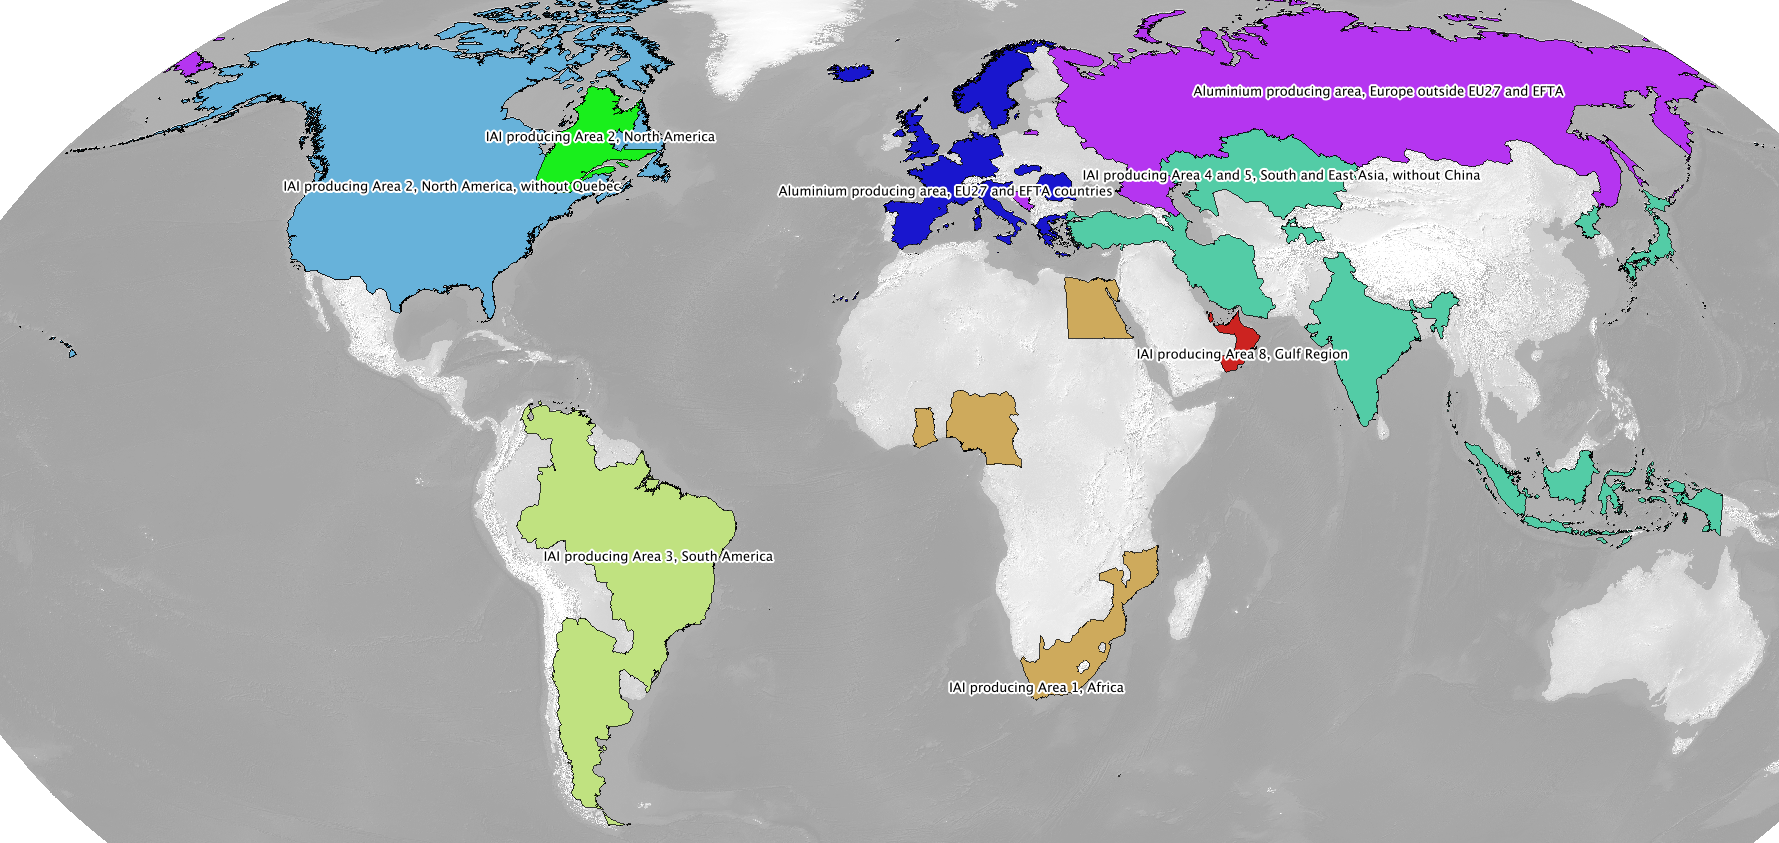 Aluminium producing area, Europe outside EU27 and EFTA
IAI producing Area 2, North America
IAI producing Area 4 and 5, South and East Asia, without China
IAI producing Area 2, North America, without Quebec
Aluminium producing area, EU27 and EFTA countries
IAI producing Area 8, Gulf Region
IAI producing Area 3, South America
IAI producing Area 1, Africa